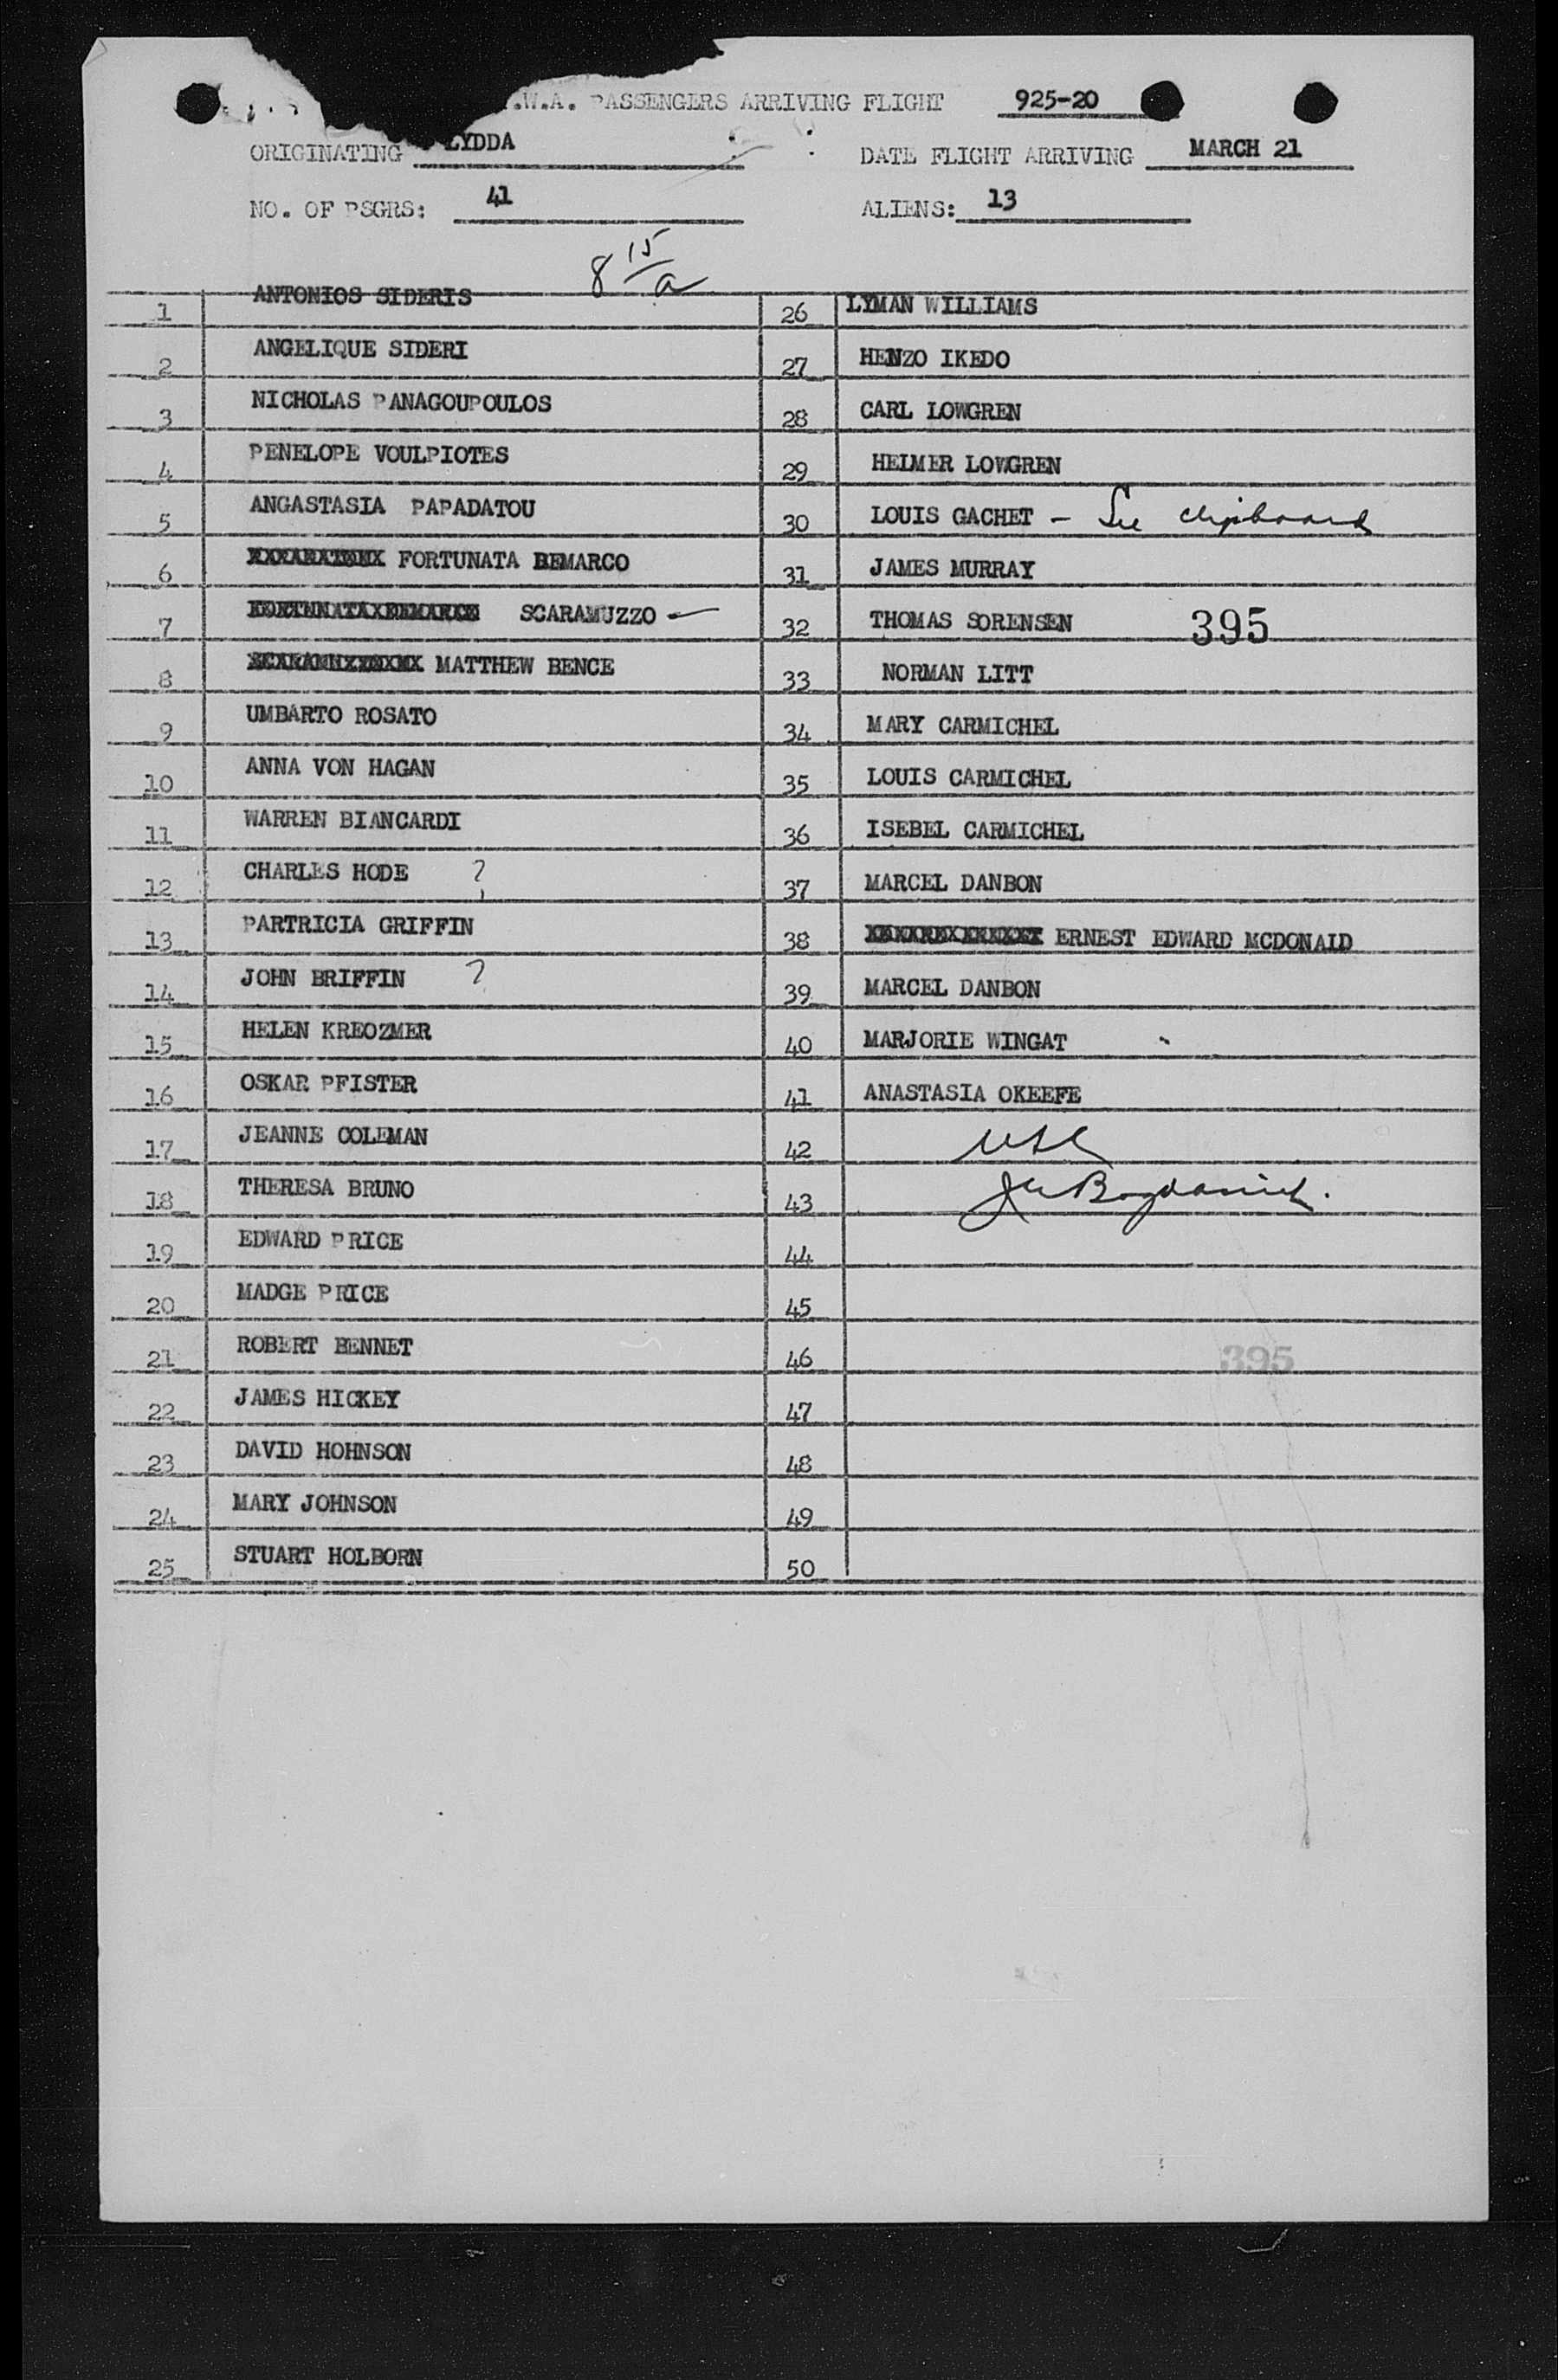 .W.A. PASSENGERS ARRIVING FLIGHT 925-20
ORIGINATING LYDDA DATE FLIGHT ARRIVING MARCH 21
NO. OF PSGRS: 41 ALIENS: 13
8 15/a
1 ANTONIOS SIDERIS
2 ANGELIQUE SIDERI
3 NICHOLAS PANAGOUPOULOS
4 PENELOPE VOULPIOTES
5 ANGASTASIA PAPADATOU
6 FORTUNATA DEMARCO
7 SCARAMUZZO
8 MATTHEW BENCE
9 UMBARTO ROSATO
10 ANNA VON HAGAN
11 WARREN BIANCARDI
12 CHARLES HODE ?
13 PARTRICIA GRIFFIN
14 JOHN BRIFFIN ?
15 HELEN KREOZMER
16 OSKAR PFISTER
17 JEANNE COLEMAN
18 THERESA BRUNO
19 EDWARD PRICE
20 MADGE PRICE
21 ROBERT BENNET
22 JAMES HICKEY
23 DAVID HOHNSON
24 MARY JOHNSON
25 STUART HOLBORN
26 LYMAN WILLIAMS
27 HENZO IKEDO
28 CARL LOWGREN
29 HELMER LOWGREN
30 LOUIS GACHET - See clipboard
31 JAMES MURRAY
32 THOMAS SORENSEN 395
33 NORMAN LITT
34 MARY CARMICHEL
35 LOUIS CARMICHEL
36 ISEBEL CARMICHEL
37 MARCEL DANBON
38 ERNEST EDWARD MCDONALD
39 MARCEL DANBON
40 MARJORIE WINGAT
41 ANASTASIA OKEEFE
42
43
44
45
46 395
47
48
49
50